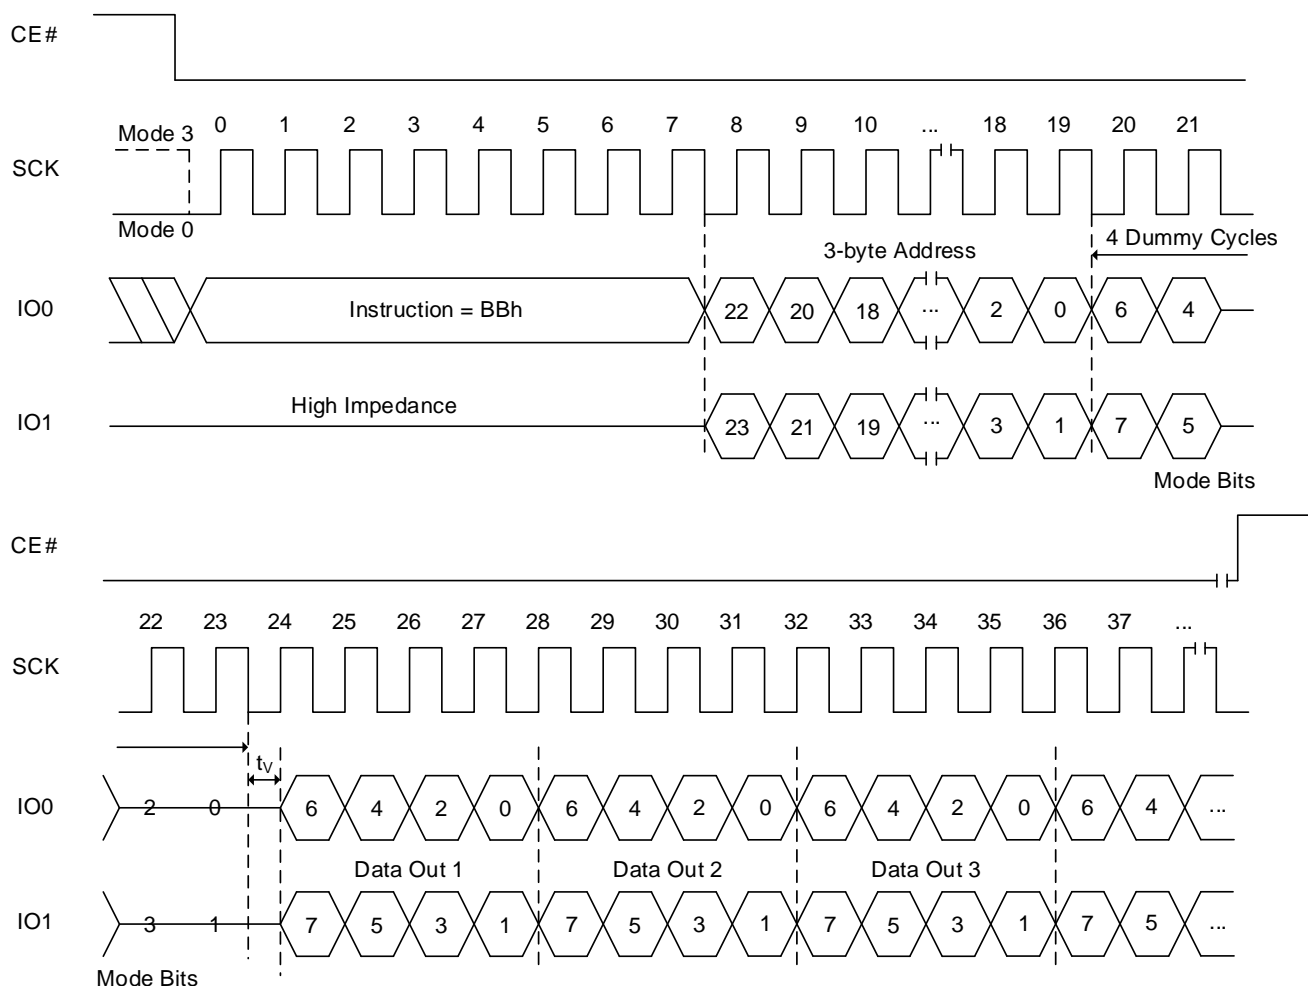 CE#
Mode 3 0 1 2 3 4 5 6 7 8 9 10 ... 18 19 20 21
SCK
Mode 0
3-byte Address 4 Dummy Cycles
IO0 Instruction = BBh 22 20 18 ... 2 0 6 4
High Impedance
IO1 23 21 19 ... 3 1 7 5
Mode Bits
CE#
22 23 24 25 26 27 28 29 30 31 32 33 34 35 36 37 ...
SCK
tV
IO0 2 0 6 4 2 0 6 4 2 0 6 4 2 0 6 4 ...
Data Out 1 Data Out 2 Data Out 3
IO1 3 1 7 5 3 1 7 5 3 1 7 5 3 1 7 5 ...
Mode Bits